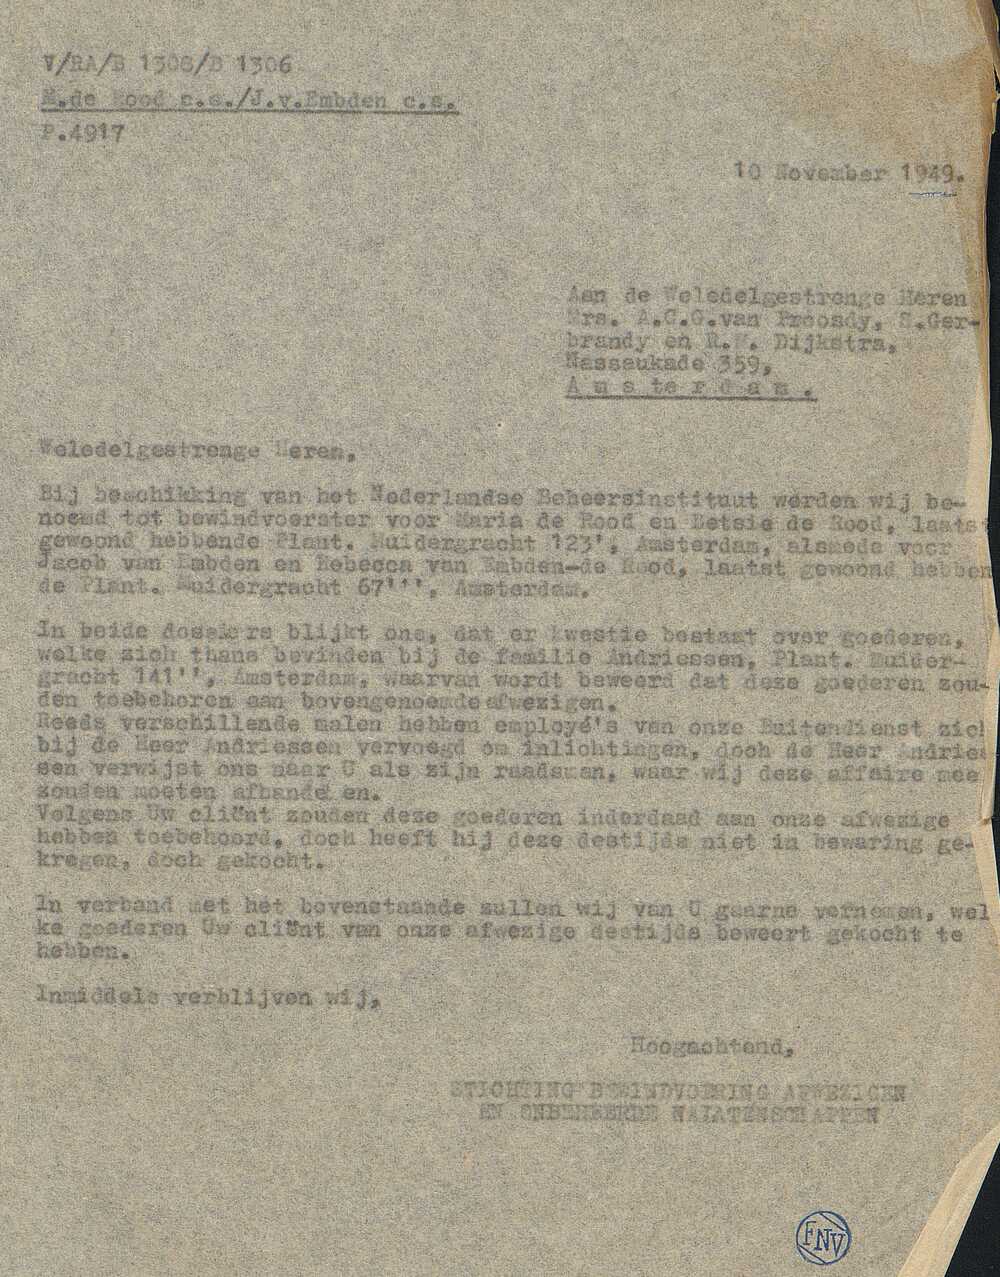 V/RA/B 1308/D 1306
M.de Rood c.s./J.v.Embden c.s.
P.4917
10 November 1949.
Aan de Weledelgestrenge Heren
Mrs. A.C.G.van Proosdy, S.Ger-
brandy en R.H. Dijkstra,
Nassaukade 359,
A m s t e r d a m .
Weledelgestrenge Heren,
Bij beschikking van het Nederlandse Beheersinstituut werden wij be-
noemd tot bewindvoerster voor Maria de Rood en Betsie de Rood, laatst
gewoond hebbende Plant. Muidergracht 123', Amsterdam, alsmede voor
Jacob van Embden en Rebecca van Embden-de Rood, laatst gewoond hebben
de Plant. Muidergracht 67''', Amsterdam.
In beide dossiers blijkt ons, dat er kwestie bestaat over goederen,
welke zich thans bevinden bij de familie Andriessen, Plant. Muider-
gracht 141'', Amsterdam, waarvan wordt beweerd dat deze goederen zou-
den toebehoren aan bovengenoemde afwezigen.
Reeds verschillende malen hebben employé's van onze Buitendienst zich
bij de Heer Andriessen vervoegd om inlichtingen, doch de Heer Andries
sen verwijst ons naar U als zijn raadsman, waar wij deze affaire mee
zouden moeten afhandelen.
Volgens Uw cliënt zouden deze goederen inderdaad aan onze afwezige
hebben toebehoord, doch heeft hij deze destijds niet in bewaring ge-
kregen, doch gekocht.
In verband met het bovenstaande zullen wij van U gaarne vernemen, wel
ke goederen Uw cliënt van onze afwezige destijds beweert gekocht te
hebben.
Inmiddels verblijven wij,
Hoogachtend,
STICHTING BEWINDVOERING AFWEZIGEN
EN ONBEHEERDE NALATENSCHAPPEN
FNV